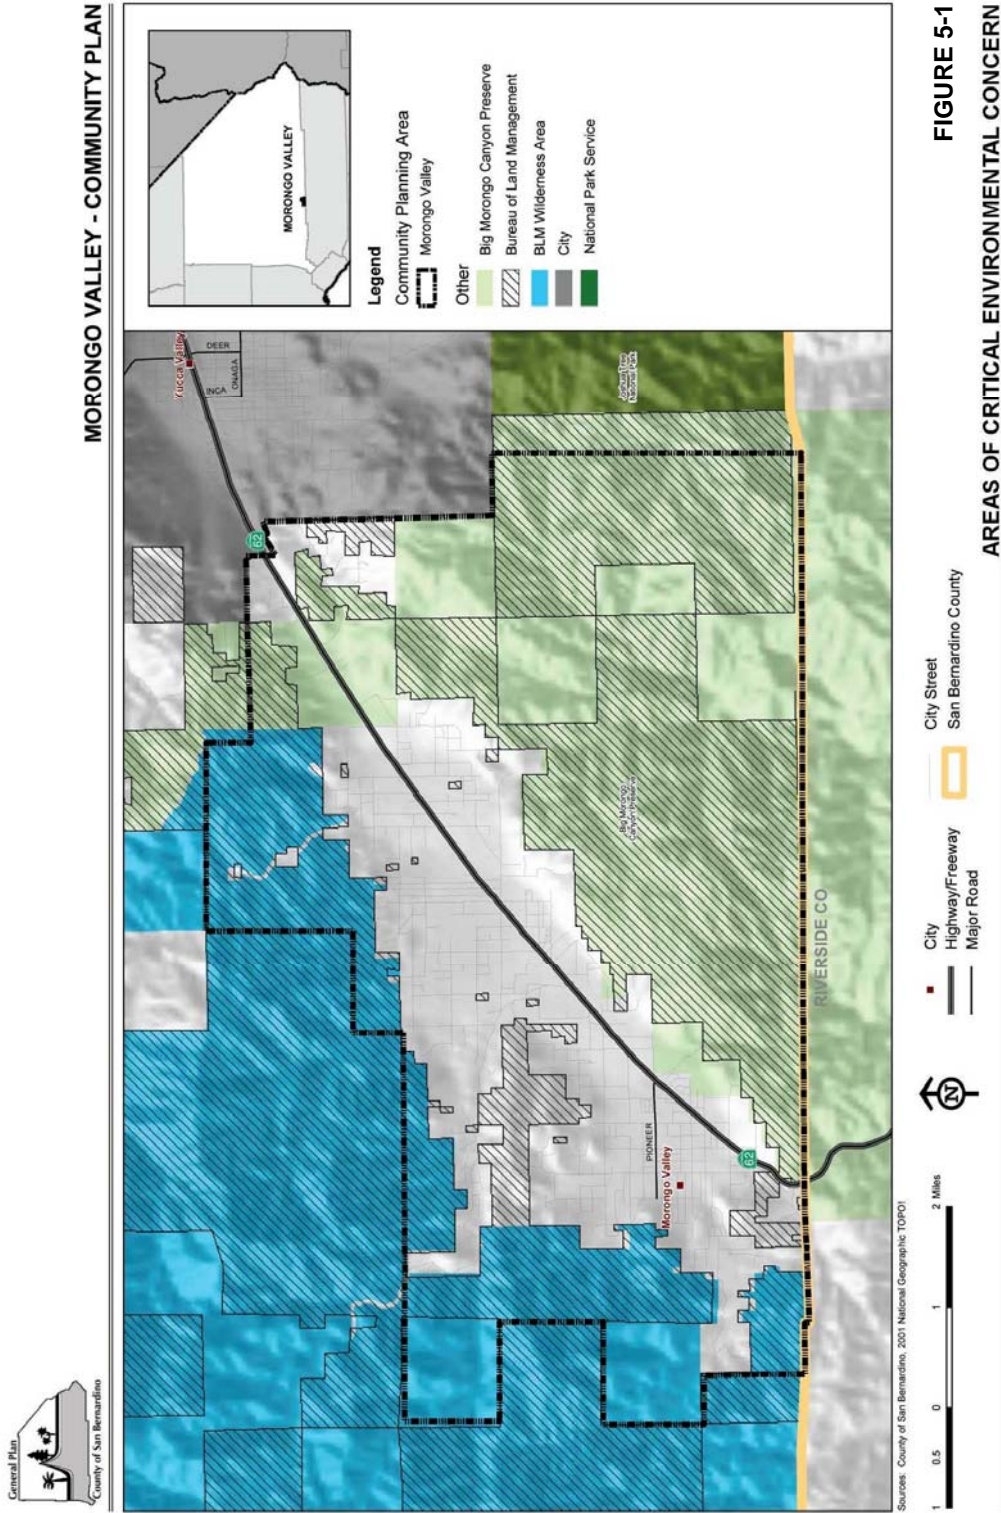 General Plan
County of San Bernardino
MORONGO VALLEY - COMMUNITY PLAN
MORONGO VALLEY
Legend
Community Planning Area
Morongo Valley
Other
Big Morongo Canyon Preserve
Bureau of Land Management
BLM Wilderness Area
City
National Park Service
Yucca Valley
INCA
ONAGA
DEER
62
Joshua Tree
National Park
Big Morongo
Canyon Preserve
PIONEER
Morongo Valley
62
RIVERSIDE CO
Sources: County of San Bernardino, 2001 National Geographic TOPO!
1 0.5 0 1 2 Miles
N
City
Highway/Freeway
Major Road
City Street
San Bernardino County
FIGURE 5-1
AREAS OF CRITICAL ENVIRONMENTAL CONCERN